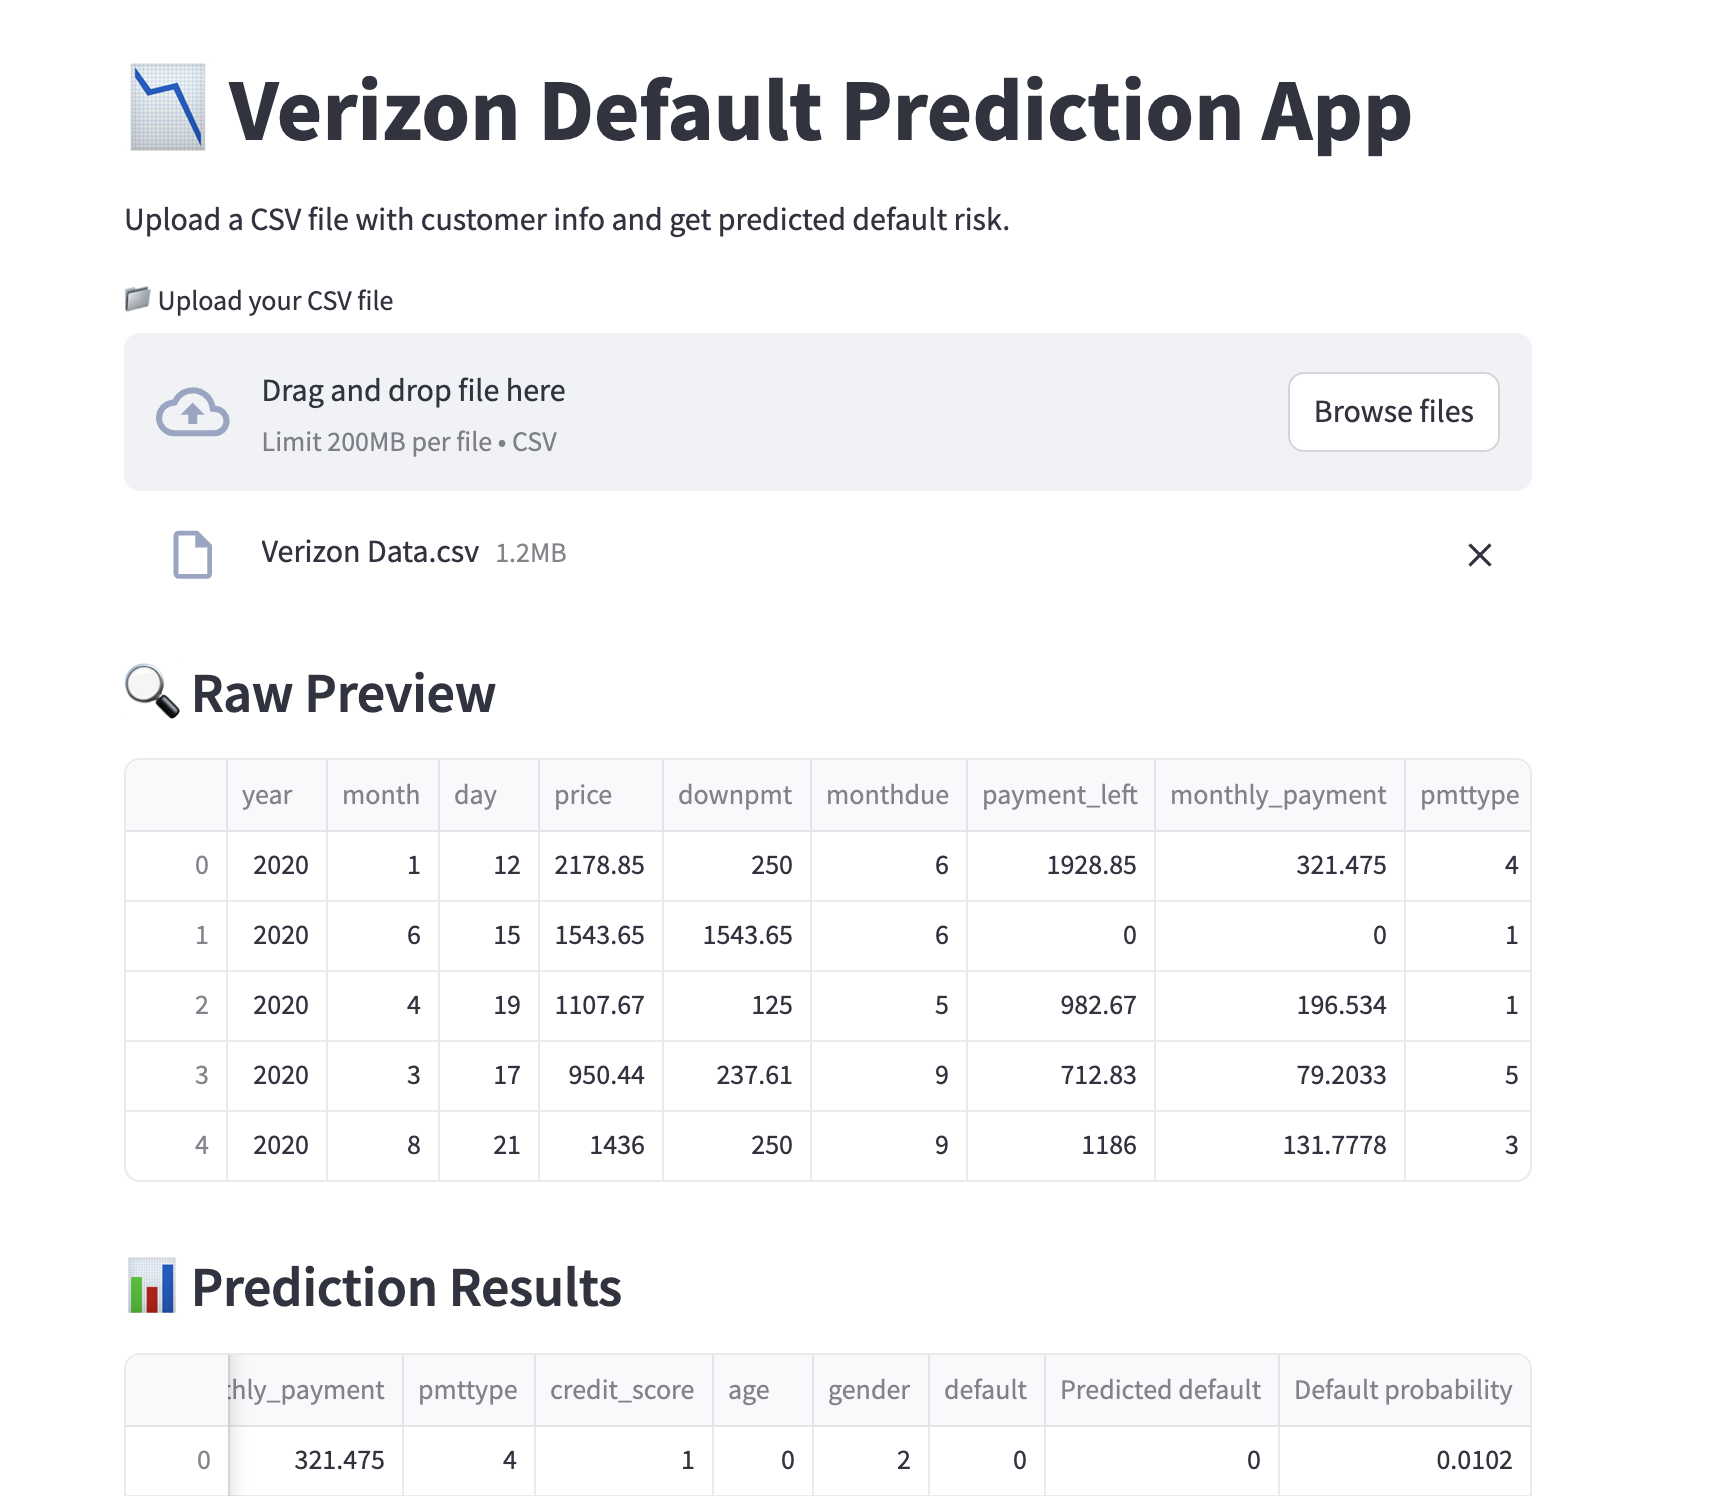 Verizon Default Prediction App
Upload a CSV file with customer info and get predicted default risk.
Upload your CSV file
Drag and drop file here
Limit 200MB per file • CSV
Browse files
Verizon Data.csv 1.2MB
Raw Preview
year month day price downpmt monthdue payment_left monthly_payment pmttype
0 2020 1 12 2178.85 250 6 1928.85 321.475 4
1 2020 6 15 1543.65 1543.65 6 0 0 1
2 2020 4 19 1107.67 125 5 982.67 196.534 1
3 2020 3 17 950.44 237.61 9 712.83 79.2033 5
4 2020 8 21 1436 250 9 1186 131.7778 3
Prediction Results
thly_payment pmttype credit_score age gender default Predicted default Default probability
0 321.475 4 1 0 2 0 0 0.0102